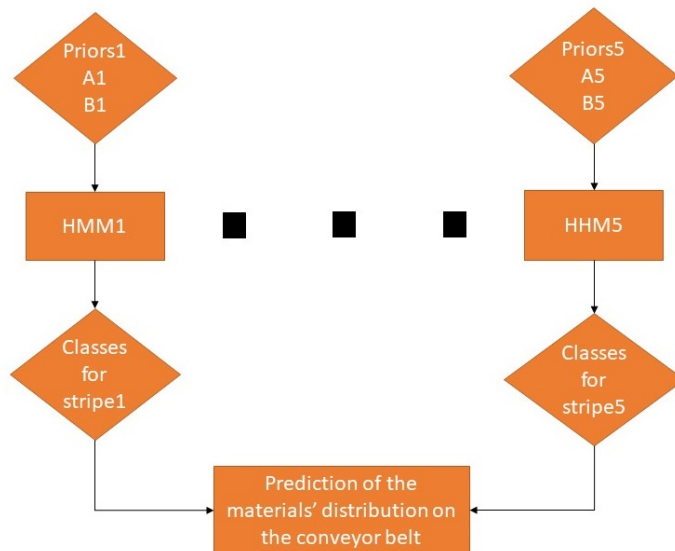 Priors1
A1
B1
Priors5
A5
B5
HMM1
HHM5
Classes
for
stripe1
Classes
for
stripe5
Prediction of the
materials’ distribution on
the conveyor belt